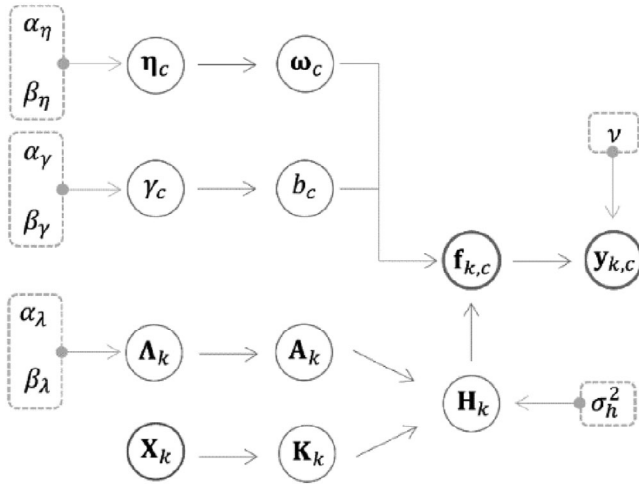 α_η
β_η
η_c
ω_c
ν
α_γ
β_γ
γ_c
b_c
f_{k,c}
y_{k,c}
α_λ
β_λ
Λ_k
A_k
H_k
σ_h^2
X_k
K_k